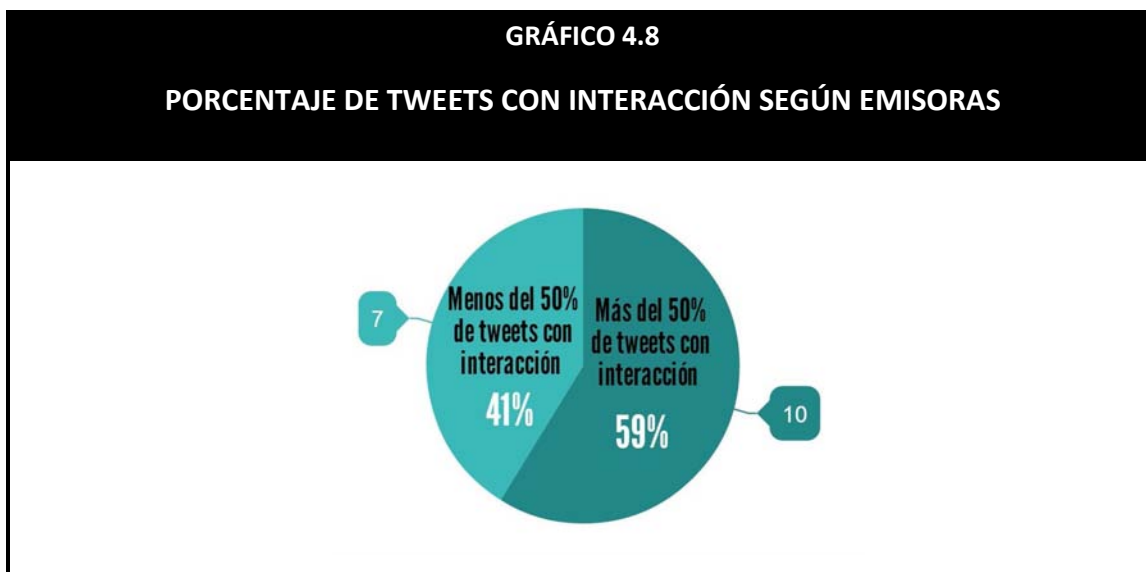 GRÁFICO 4.8
PORCENTAJE DE TWEETS CON INTERACCIÓN SEGÚN EMISORAS
7
Menos del 50%
de tweets con
interacción
41%
Más del 50%
de tweets con
interacción
59%
10